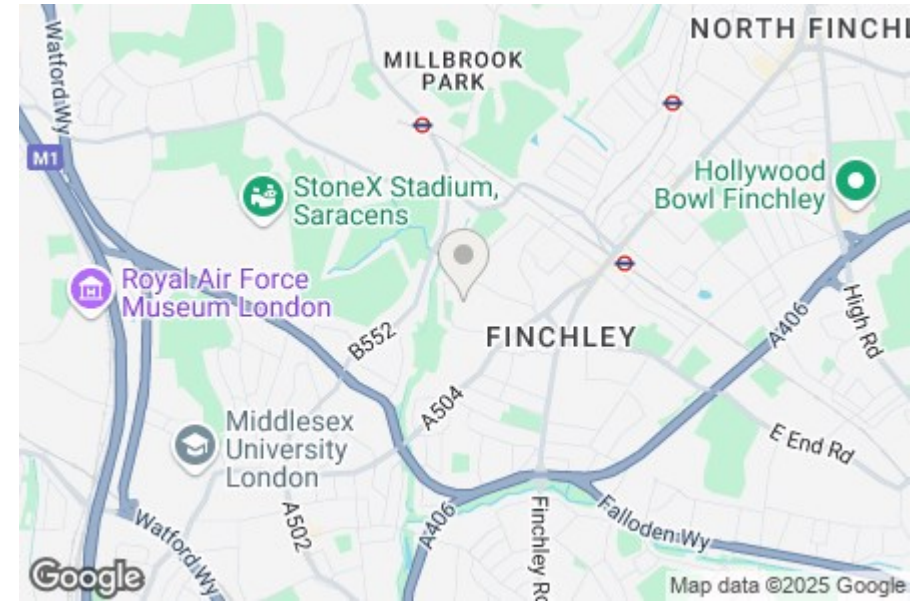 NORTH FINCHL
MILLBROOK
PARK
Watford Wy
M1
StoneX Stadium,
Saracens
Hollywood
Bowl Finchley
Royal Air Force
Museum London
B552
FINCHLEY
A406
High Rd
A504
Middlesex
University
London
E End Rd
A502
A406
Finchley Ro
Falloden Wy
Watford Wy
Google
Map data ©2025 Google